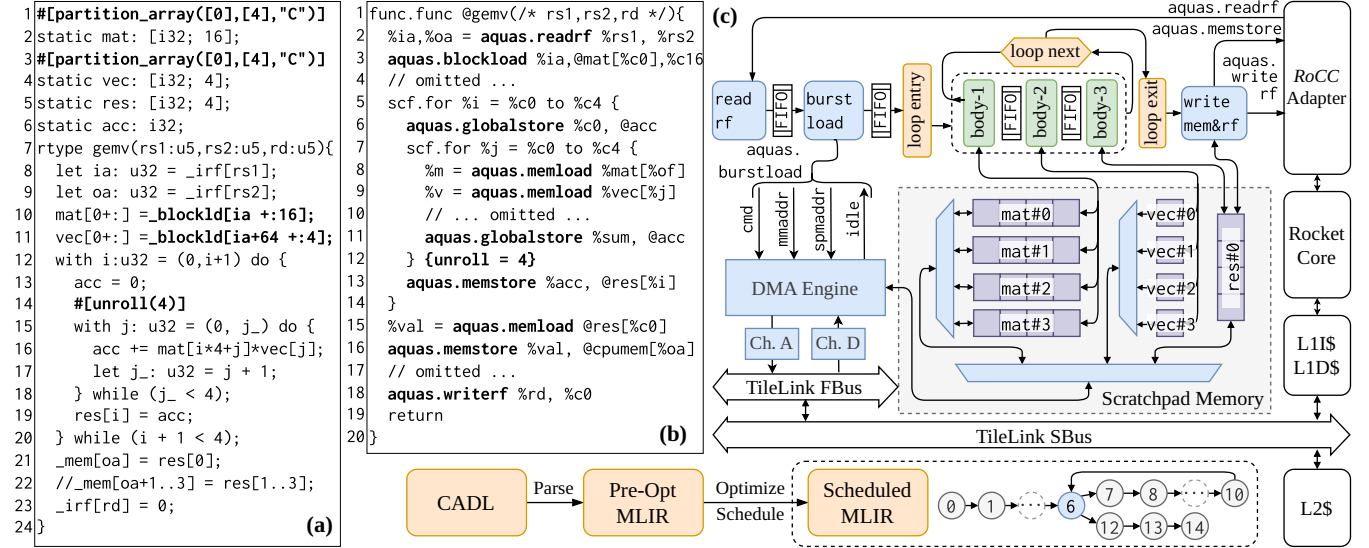 1 #[partition_array([0],[4],"C")]
2 static mat: [i32; 16];
3 #[partition_array([0],[4],"C")]
4 static vec: [i32; 4];
5 static res: [i32; 4];
6 static acc: i32;
7 rtype gemv(rs1:u5,rs2:u5,rd:u5){
8 let ia: u32 = _irf[rs1];
9 let oa: u32 = _irf[rs2];
10 mat[0+:] =_blockld[ia +:16];
11 vec[0+:] =_blockld[ia+64 +:4];
12 with i:u32 = (0,i+1) do {
13 acc = 0;
14 #[unroll(4)]
15 with j: u32 = (0, j_) do {
16 acc += mat[i*4+j]*vec[j];
17 let j_: u32 = j + 1;
18 } while (j_ < 4);
19 res[i] = acc;
20 } while (i + 1 < 4);
21 _mem[oa] = res[0];
22 //_mem[oa+1..3] = res[1..3];
23 _irf[rd] = 0;
24 }
(a)
1 func.func @gemv(/* rs1,rs2,rd */){
2 %ia,%oa = aquas.readrf %rs1, %rs2
3 aquas.blockload %ia,@mat[%c0],%c16
4 // omitted ...
5 scf.for %i = %c0 to %c4 {
6 aquas.globalstore %c0, @acc
7 scf.for %j = %c0 to %c4 {
8 %m = aquas.memload %mat[%of]
9 %v = aquas.memload %vec[%j]
10 // ... omitted ...
11 aquas.globalstore %sum, @acc
12 } {unroll = 4}
13 aquas.memstore %acc, @res[%i]
14 }
15 %val = aquas.memload @res[%c0]
16 aquas.memstore %val, @cpumem[%oa]
17 // omitted ...
18 aquas.writerf %rd, %c0
19 return
20 }
(b)
(c)
aquas.readrf
aquas.memstore
aquas.
write
rf
RoCC
Adapter
loop next
read
rf
FIFO
burst
load
FIFO
loop entry
body-1
FIFO
body-2
FIFO
body-3
loop exit
write
mem&rf
aquas.
burstload
cmd
mmaddr
spmaddr
idle
DMA Engine
Ch. A
Ch. D
TileLink FBus
mat#0
mat#1
mat#2
mat#3
vec#0
vec#1
vec#2
vec#3
res#0
Scratchpad Memory
Rocket
Core
L1I$
L1D$
TileLink SBus
L2$
CADL
Parse
Pre-Opt
MLIR
Optimize
Schedule
Scheduled
MLIR
0
1
...
6
7
8
...
10
12
13
14